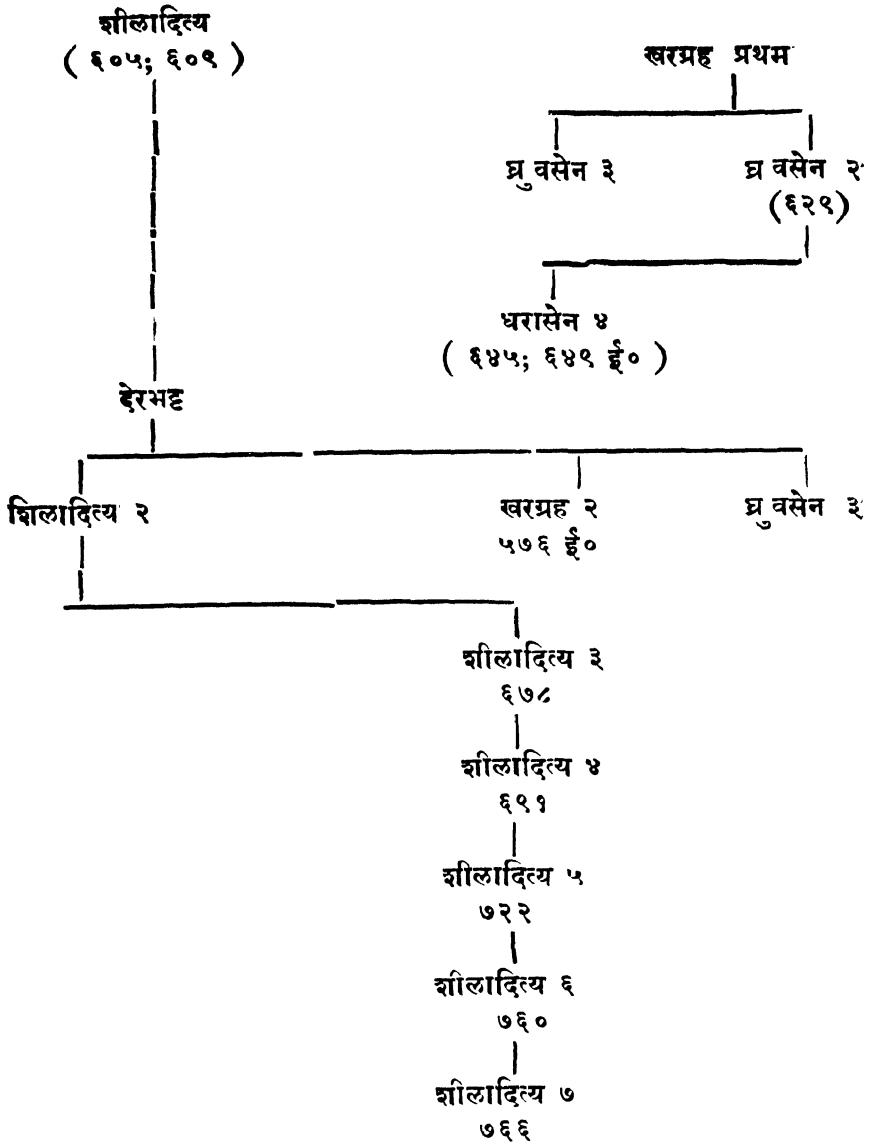 शीलादित्य
( ६०५; ६०९ )
खरग्रह प्रथम
घ्रुवसेन ३
घ्रवसेन २
(६२९)
धरासेन ४
( ६४५; ६४९ ई० )
देरभट्ट
शिलादित्य २
खरग्रह २
घ्रुवसेन ३
५७६ ई०
शीलादित्य ३
६७८
शीलादित्य ४
६९१
शीलादित्य ५
७२२
शीलादित्य ६
७६०
शीलादित्य ७
७६६